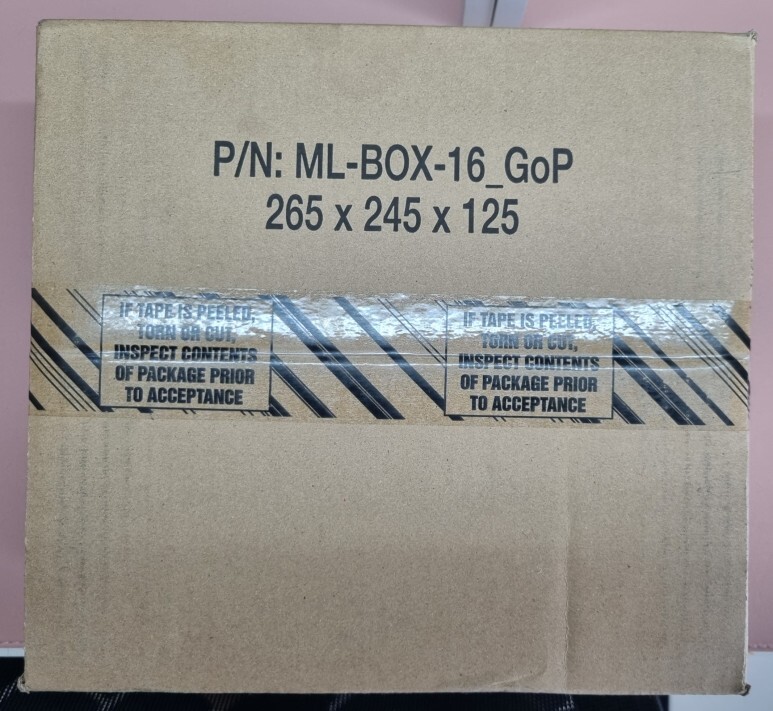 P/N: ML-BOX-16_GoP
265 x 245 x 125
IF TAPE IS PEELED,
TORN OR CUT,
INSPECT CONTENTS
OF PACKAGE PRIOR
TO ACCEPTANCE
IF TAPE IS PEELED,
TORN OR CUT,
INSPECT CONTENTS
OF PACKAGE PRIOR
TO ACCEPTANCE